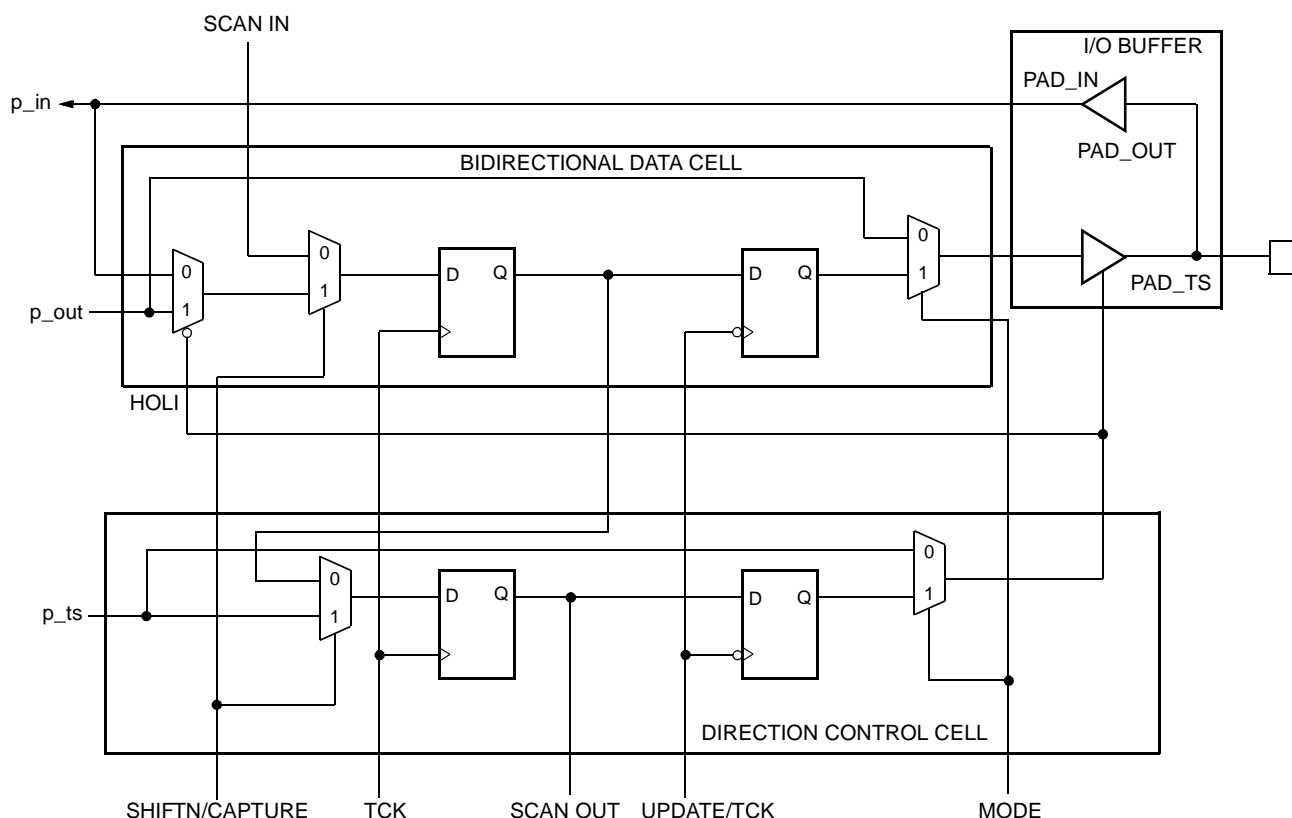 SCAN IN
I/O BUFFER
PAD_IN
p_in
PAD_OUT
BIDIRECTIONAL DATA CELL
0
0
D
Q
D
Q
0
1
1
1
PAD_TS
p_out
HOLI
0
1
D
Q
D
Q
0
1
p_ts
DIRECTION CONTROL CELL
SHIFTN/CAPTURE
TCK
SCAN OUT
UPDATE/TCK
MODE